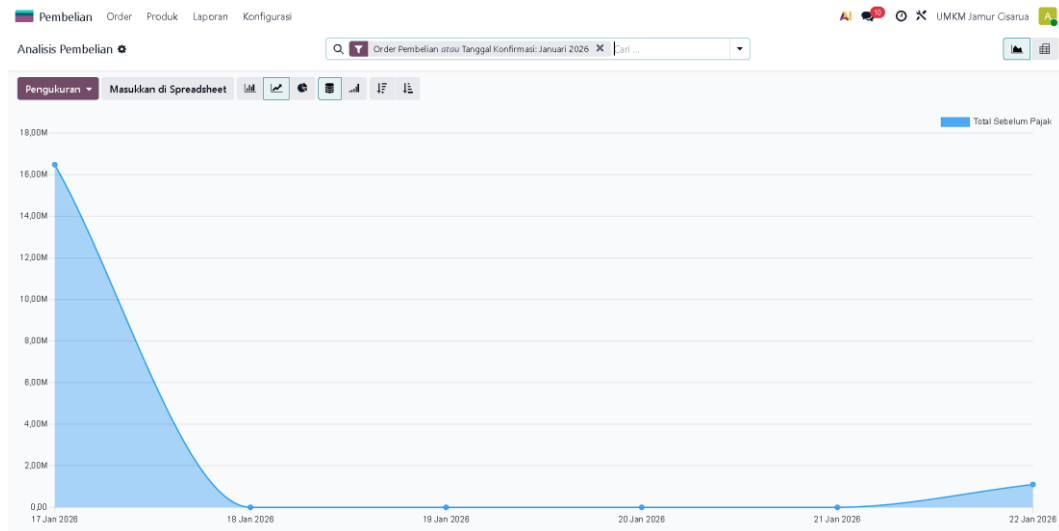 Pembelian Order Produk Laporan Konfigurasi AI 10 UMKM Jamur Cisarua A
Analisis Pembelian Order Pembelian atau Tanggal Konfirmasi: Januari 2026 Cari ...
Pengukuran Masukkan di Spreadsheet
Total Sebelum Pajak
18,00M
16,00M
14,00M
12,00M
10,00M
8,00M
6,00M
4,00M
2,00M
0,00
17 Jan 2026 18 Jan 2026 19 Jan 2026 20 Jan 2026 21 Jan 2026 22 Jan 2026